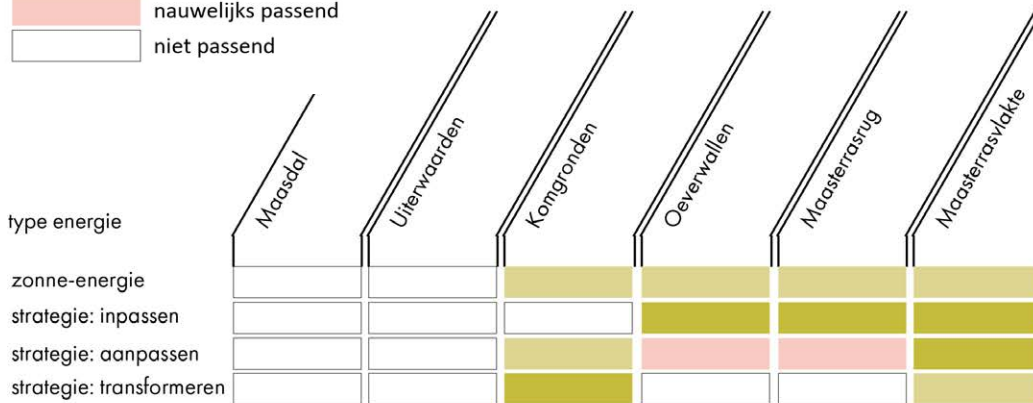 nauwelijks passend
niet passend
Maasdal
Uiterwaarden
Komgronden
Oeverwallen
Maasterrasrug
Maasterrasvlakte
type energie
zonne-energie
strategie: inpassen
strategie: aanpassen
strategie: transformeren